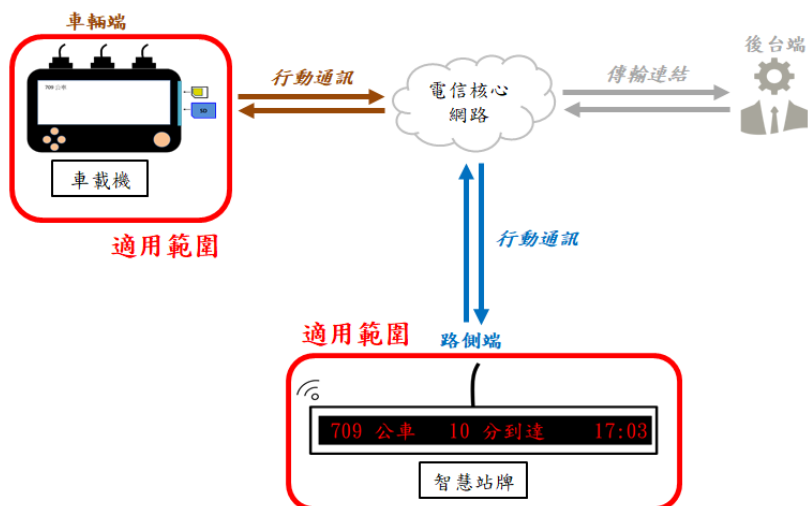 車輛端
709 公車
SD
車載機
適用範圍
行動通訊
電信核心
網路
傳輸連結
後台端
行動通訊
適用範圍
路側端
709 公車 10 分到達 17:03
智慧站牌